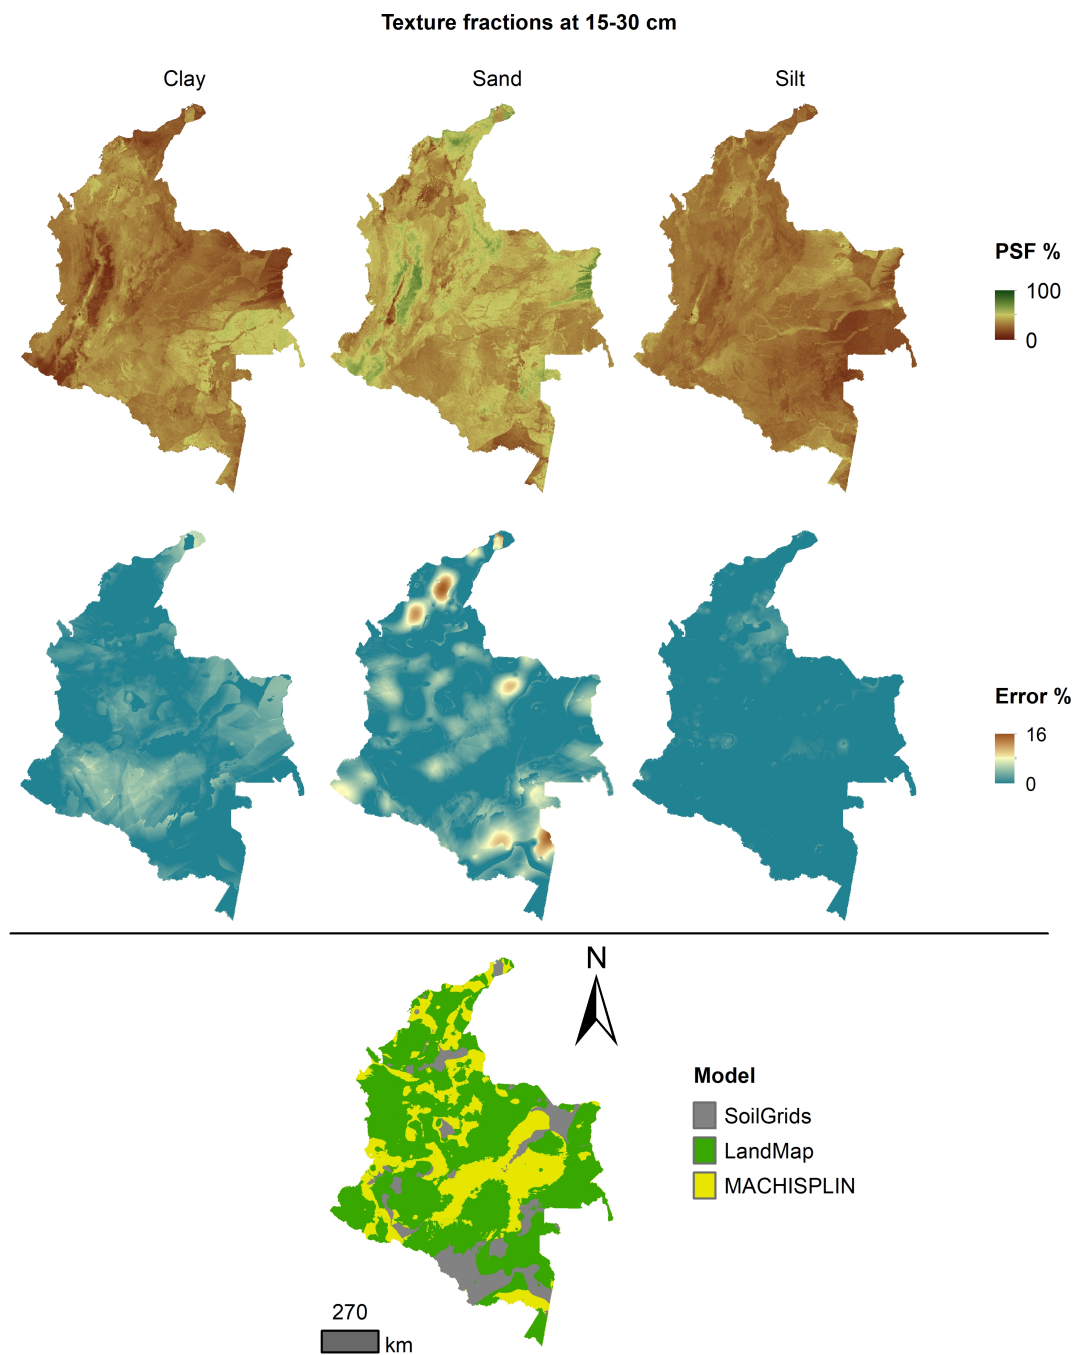 Texture fractions at 15-30 cm
Clay
Sand
Silt
PSF %
100
0
Error %
16
0
N
Model
SoilGrids
LandMap
MACHISPLIN
270
km